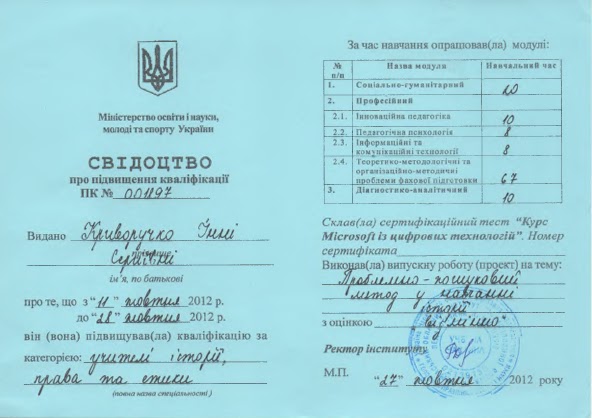 Міністерство освіти і науки,
молоді та спорту України
СВІДОЦТВО
про підвищення кваліфікації
ПК № 001897
Видано Криворучко Інні
прізвище
Сергіївні
ім'я, по батькові
про те, що з “11” жовтня 2012 р.
до “28” жовтня 2012 р.
він (вона) підвищував(ла) кваліфікацію за
категорією: учителі історії,
права та етики
(повна назва спеціальності)
За час навчання опрацював(ла) модулі:
№ п/п Назва модуля Навчальний час
1. Соціально-гуманітарний 20
2. Професійний
2.1. Інноваційна педагогіка 10
2.2. Педагогічна психологія 8
2.3. Інформаційні та
комунікаційні технології 8
2.4. Теоретико-методологічні та
організаційно-методичні
проблеми фахової підготовки 67
3. Діагностико-аналітичний 10
Склав(ла) сертифікаційний тест “Курс
Microsoft із цифрових технологій”. Номер
сертифіката
Виконав(ла) випускну роботу (проект) на тему:
Проблемно-пошуковий
метод у навчанні
історії
з оцінкою відмінно
Ректор інституту
М.П.
“27” жовтня 2012 року